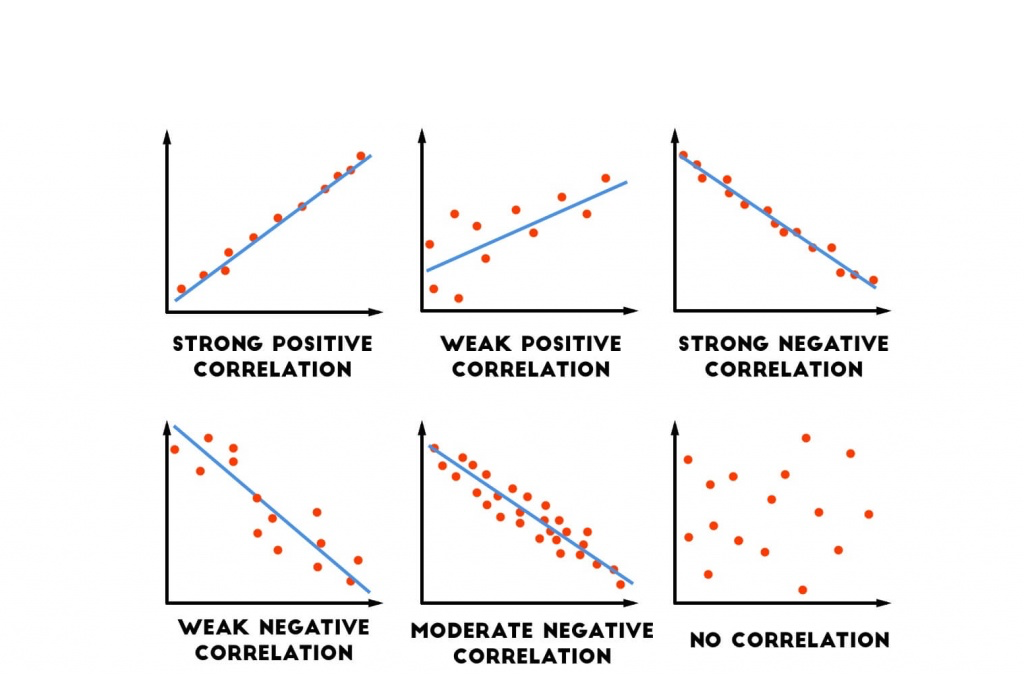 STRONG POSITIVE
CORRELATION
WEAK POSITIVE
CORRELATION
STRONG NEGATIVE
CORRELATION
WEAK NEGATIVE
CORRELATION
MODERATE NEGATIVE
CORRELATION
NO CORRELATION